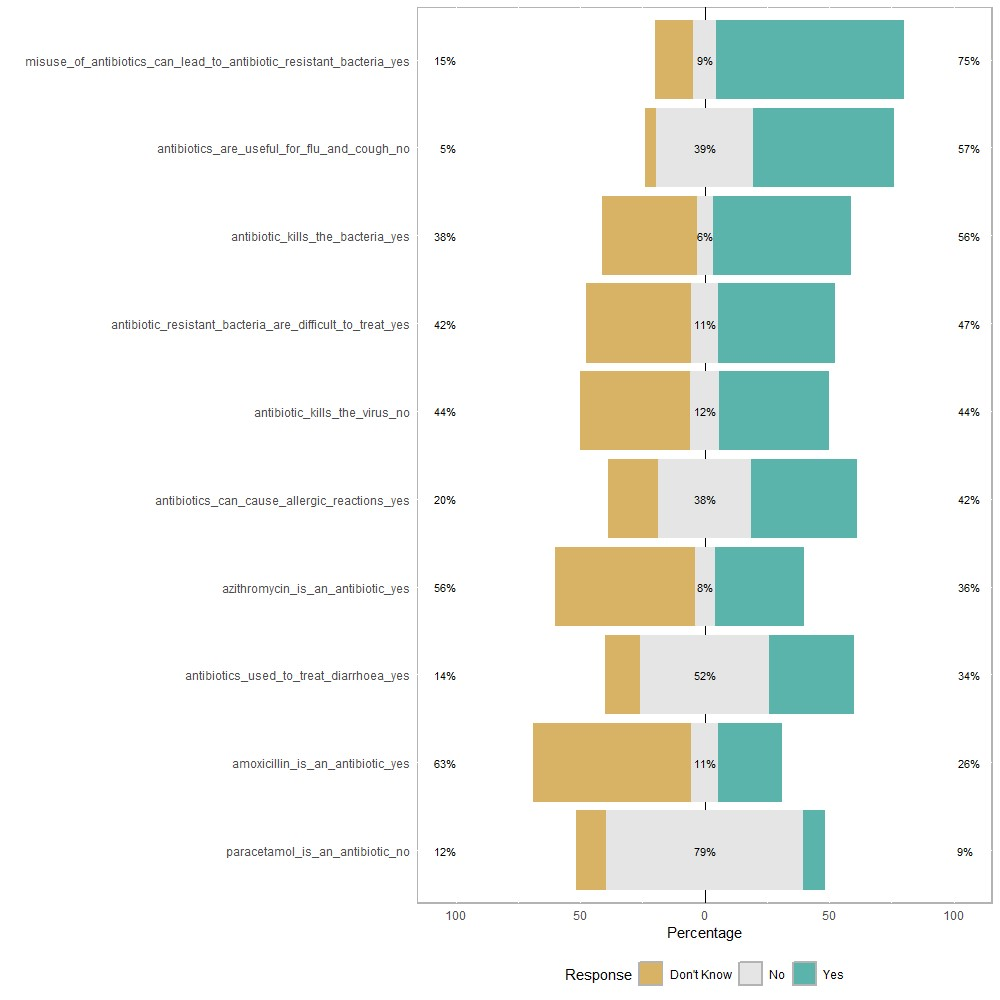 misuse_of_antibiotics_can_lead_to_antibiotic_resistant_bacteria_yes 15% 9% 75%
antibiotics_are_useful_for_flu_and_cough_no 5% 39% 57%
antibiotic_kills_the_bacteria_yes 38% 6% 56%
antibiotic_resistant_bacteria_are_difficult_to_treat_yes 42% 11% 47%
antibiotic_kills_the_virus_no 44% 12% 44%
antibiotics_can_cause_allergic_reactions_yes 20% 38% 42%
azithromycin_is_an_antibiotic_yes 56% 8% 36%
antibiotics_used_to_treat_diarrhoea_yes 14% 52% 34%
amoxicillin_is_an_antibiotic_yes 63% 11% 26%
paracetamol_is_an_antibiotic_no 12% 79% 9%
100 50 0 50 100
Percentage
Response Don't Know No Yes